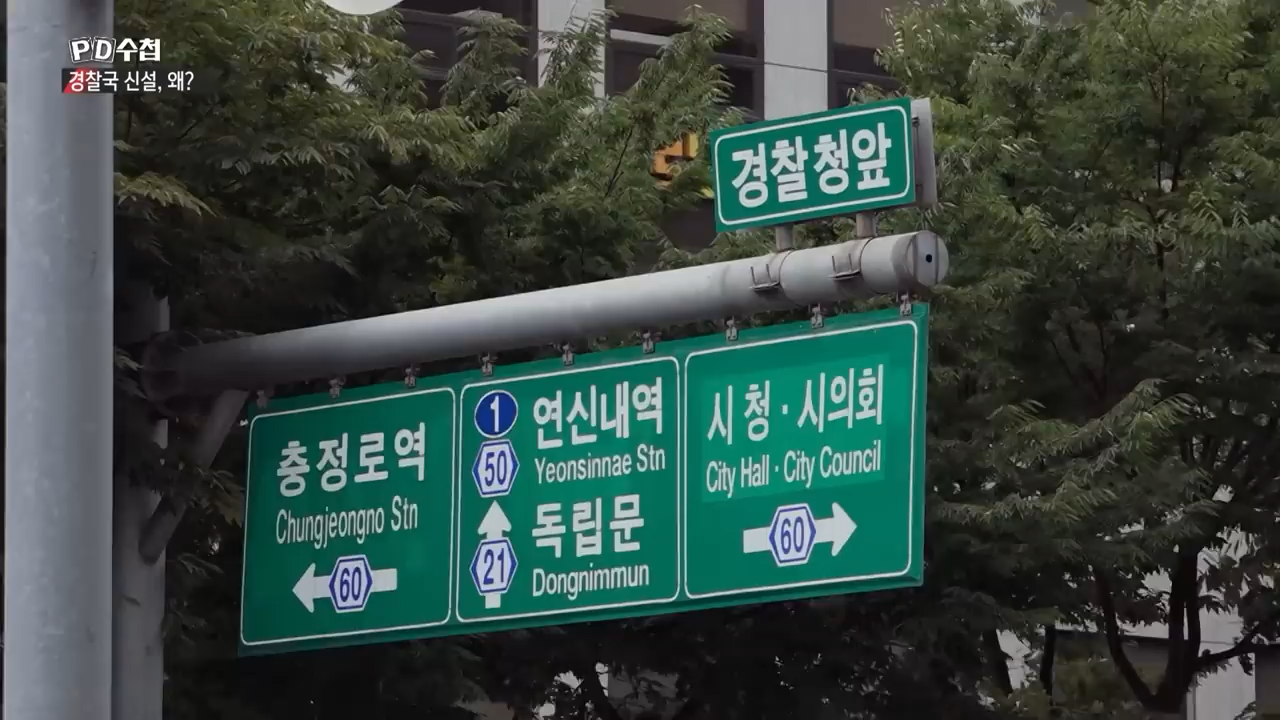 PD수첩
경찰국 신설, 왜?
경찰청앞
충정로역
Chungjeongno Stn
60
1
연신내역
50
Yeonsinnae Stn
독립문
21
Dongnimmun
시청·시의회
City Hall·City Council
60